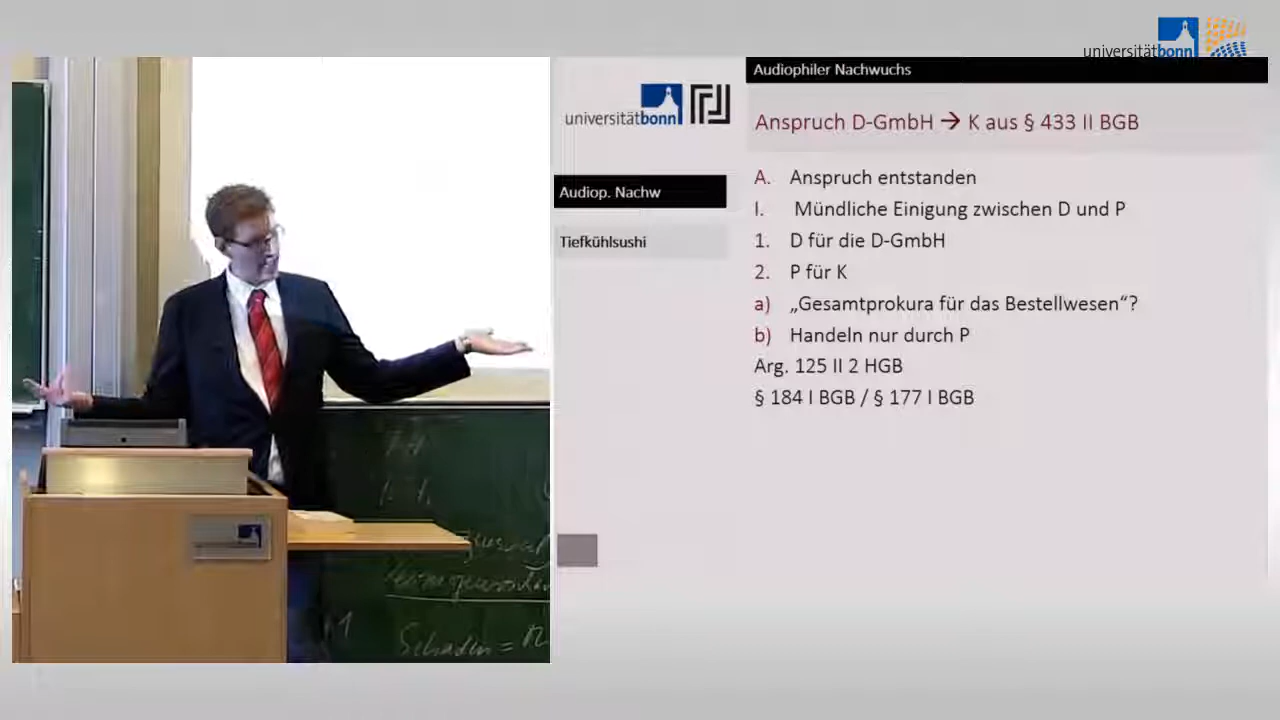 universitätbonn
Audiophiler Nachwuchs
universitätbonn
Anspruch D-GmbH → K aus § 433 II BGB
Audiop. Nachw
Tiefkühlsushi
A. Anspruch entstanden
I. Mündliche Einigung zwischen D und P
1. D für die D-GmbH
2. P für K
a) „Gesamtprokura für das Bestellwesen“?
b) Handeln nur durch P
Arg. 125 II 2 HGB
§ 184 I BGB / § 177 I BGB
Schaden =